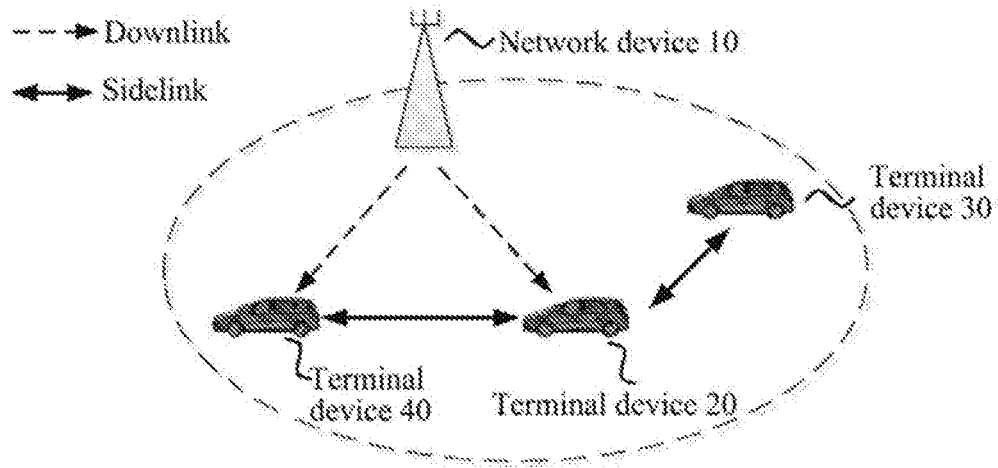 Downlink
Network device 10
Sidelink
Terminal
device 30
Terminal
device 40
Terminal device 20